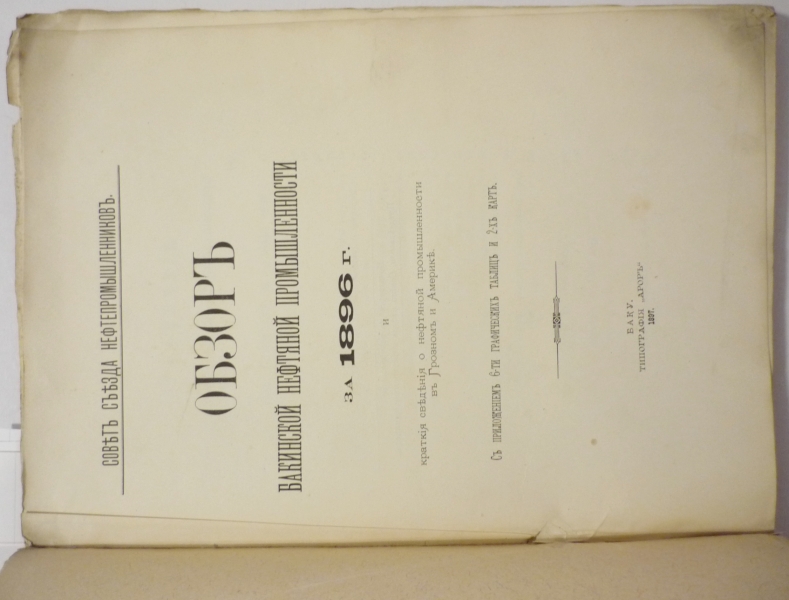 СОВѢТЪ СЪѢЗДА НЕФТЕПРОМЫШЛЕННИКОВЪ.
ОБЗОРЪ
БАКИНСКОЙ НЕФТЯНОЙ ПРОМЫШЛЕННОСТИ
ЗА 1896 г.
и
краткія свѣдѣнія о нефтяной промышленности
въ Грозномъ и Америкѣ.
Съ приложеніемъ 6-ти графическихъ таблицъ и 2-хъ картъ.
БАКУ.
ТИПОГРАФІЯ „АРОРЪ“
1897.